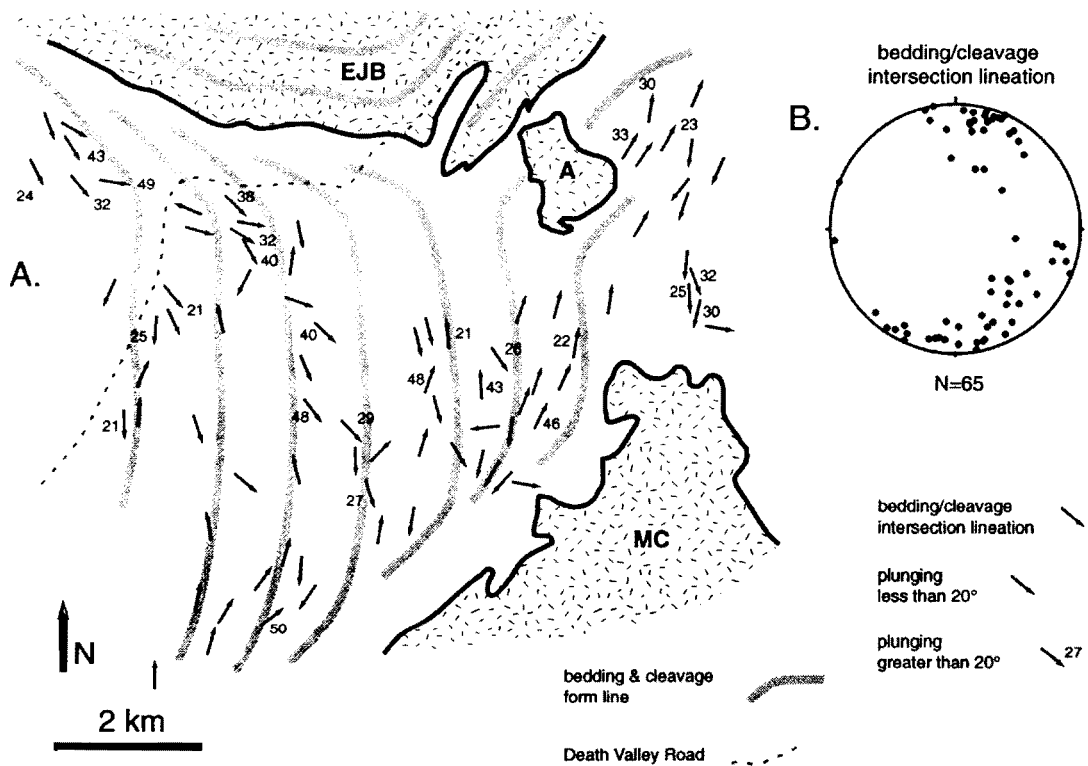 A.
EJB
A
MC
30
33
23
43
49
24
32
38
32
40
21
25
40
21
26
22
32
25
30
48
43
21
48
29
46
27
50
N
2 km
bedding/cleavage
intersection lineation
B.
N=65
bedding/cleavage
intersection lineation
plunging
less than 20°
plunging
greater than 20°
27
bedding & cleavage
form line
Death Valley Road